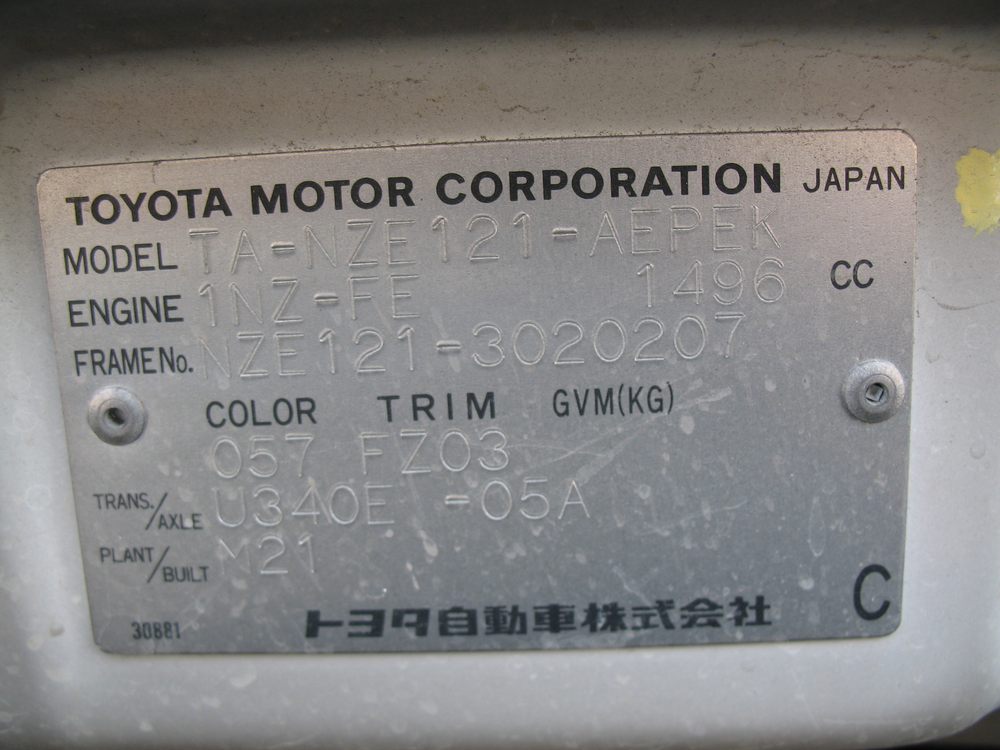 TOYOTA MOTOR CORPORATION JAPAN
MODEL TA-NZE121-AEPEK
ENGINE 1NZ-FE 1496 CC
FRAME No. NZE121-3020207
COLOR TRIM GVM(KG)
057 FZ03
TRANS./AXLE U340E -05A
PLANT/BUILT M21
30881 トヨタ自動車株式会社 C